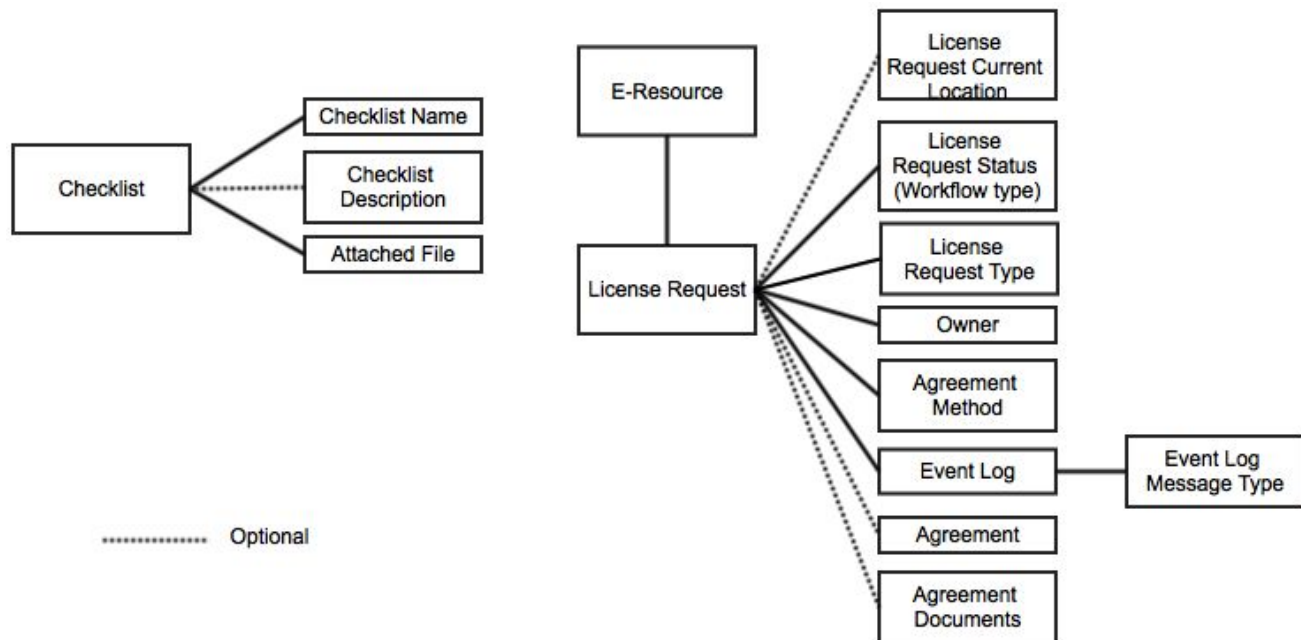 Checklist
Checklist Name
Checklist
Description
Attached File
Optional
E-Resource
License Request
License
Request Current
Location
License
Request Status
(Workflow type)
License
Request Type
Owner
Agreement
Method
Event Log
Event Log
Message Type
Agreement
Agreement
Documents